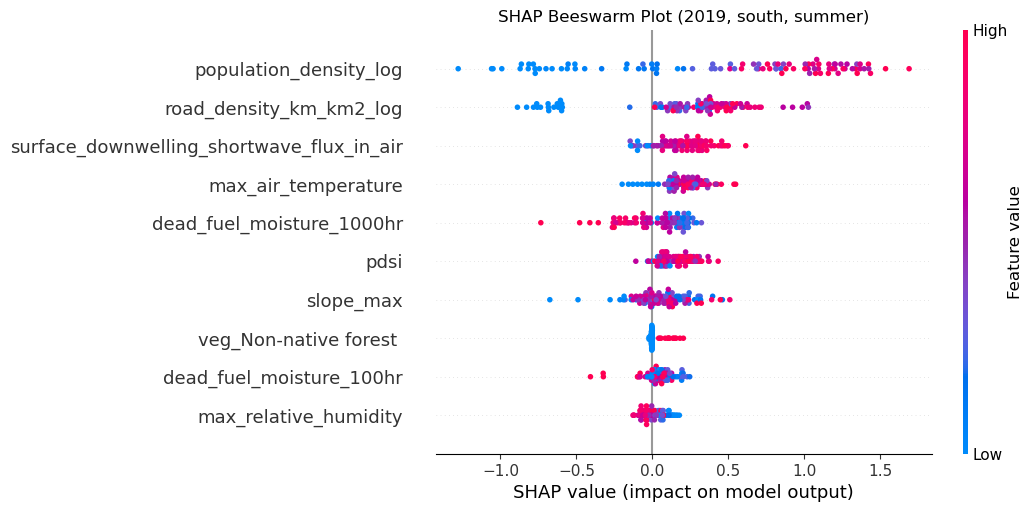 SHAP Beeswarm Plot (2019, south, summer)
High
population_density_log
road_density_km_km2_log
surface_downwelling_shortwave_flux_in_air
max_air_temperature
dead_fuel_moisture_1000hr
pdsi
slope_max
veg_Non-native forest
dead_fuel_moisture_100hr
max_relative_humidity
Feature value
Low
−1.0 −0.5 0.0 0.5 1.0 1.5
SHAP value (impact on model output)